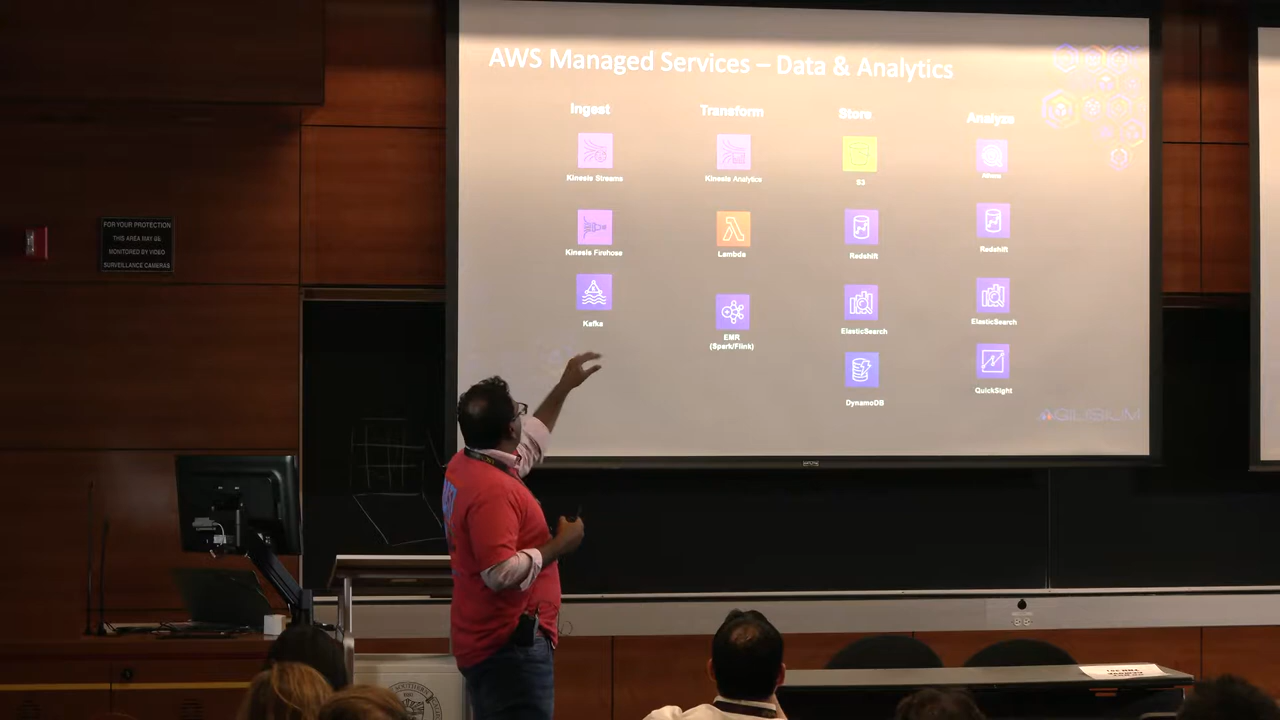 AWS Managed Services – Data & Analytics
Ingest
Transform
Store
Analyze
Kinesis Streams
Kinesis Analytics
S3
Athena
Kinesis Firehose
Lambda
Redshift
Redshift
Kafka
EMR
(Spark/Flink)
ElasticSearch
ElasticSearch
DynamoDB
QuickSight
AGILISIUM
FOR YOUR PROTECTION
THIS AREA MAY BE
MONITORED BY VIDEO
SURVEILLANCE CAMERAS